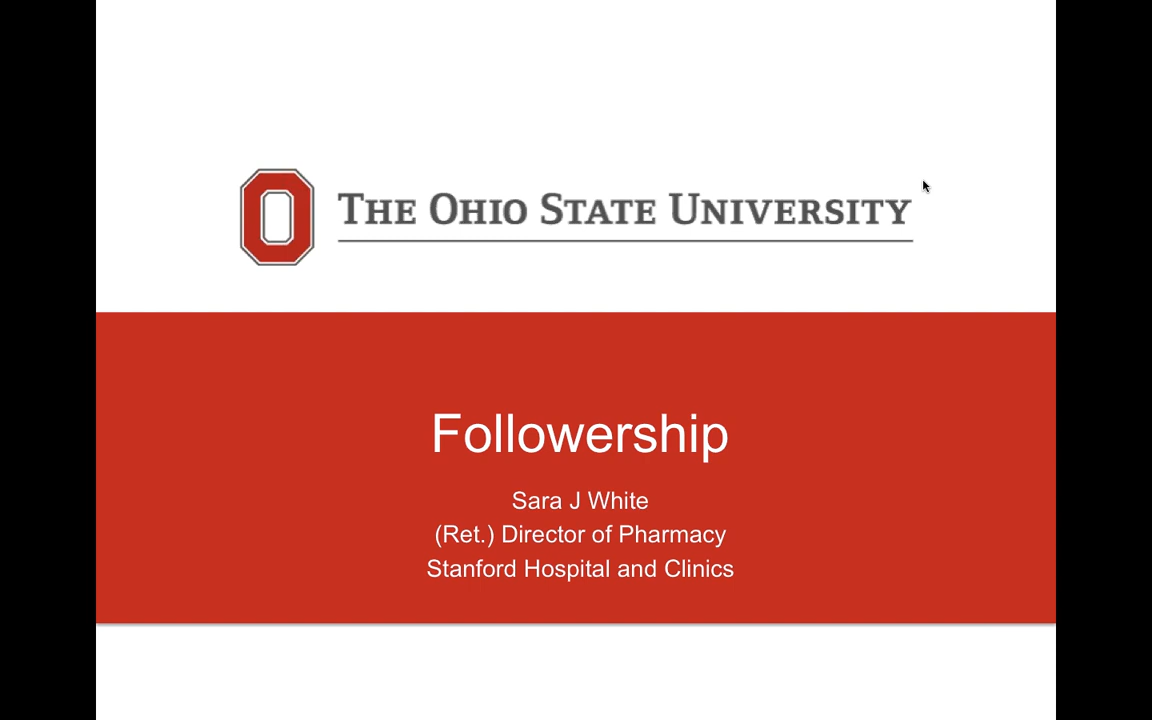 THE OHIO STATE UNIVERSITY
Followership
Sara J White
(Ret.) Director of Pharmacy
Stanford Hospital and Clinics